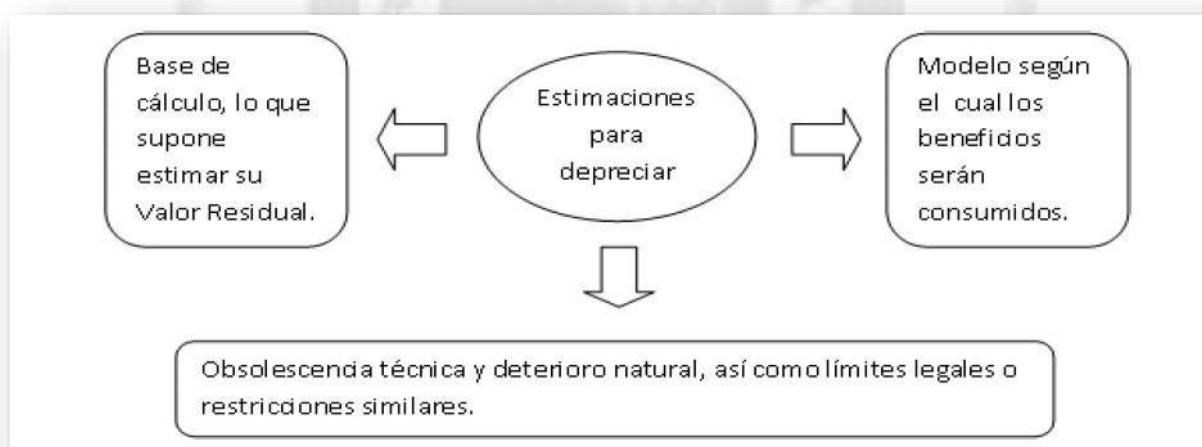 Base de
cálculo, lo que
supone
estimar su
Valor Residual.
Estimaciones
para
depreciar
Modelo según
el cual los
beneficios
serán
consumidos.
Obsolescencia técnica y deterioro natural, así como límites legales o
restricciones similares.